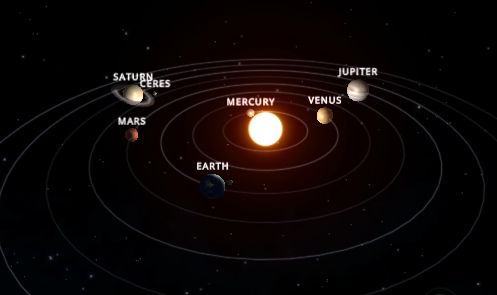 JUPITER
SATURN
CERES
MERCURY
VENUS
MARS
EARTH